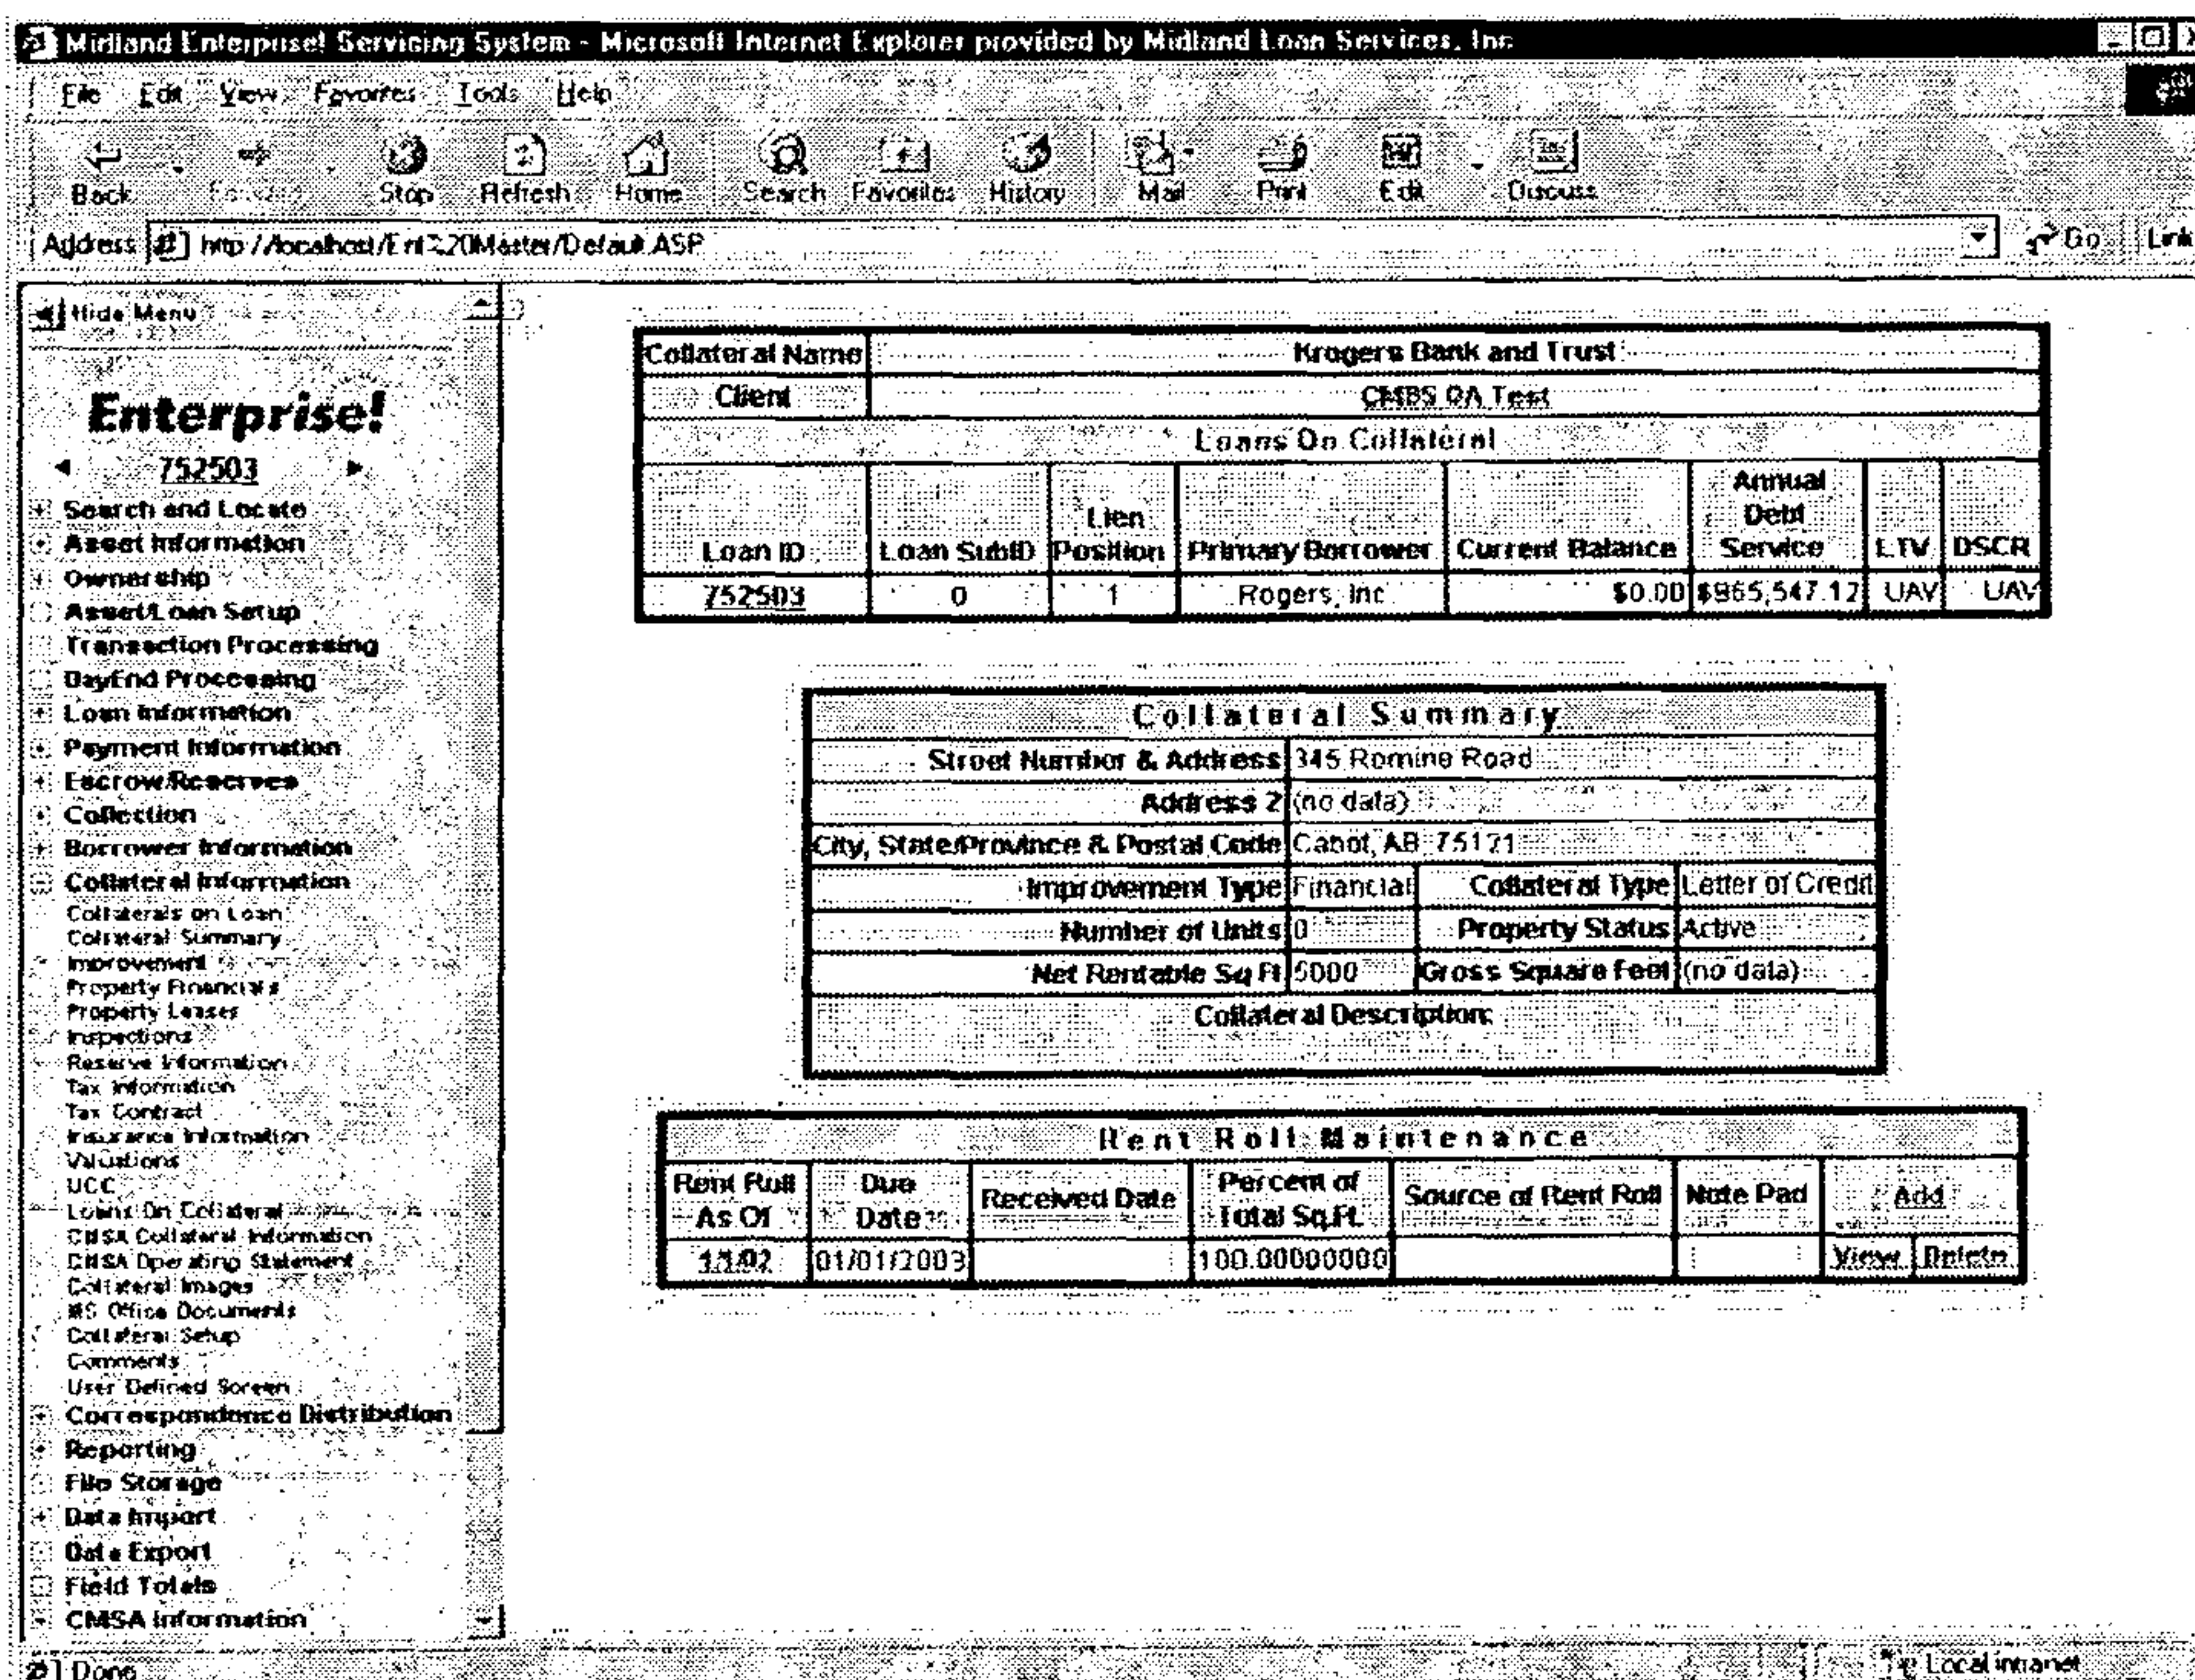 Midland Enterprise! Servicing System - Microsoft Internet Explorer provided by Midland Loan Services, Inc
File Edit View Favorites Tools Help
Back Forward Stop Refresh Home Search Favorites History Mail Print Edit Discuss
Address http://localhost/Ent%20Master/Default.ASP Go Link
Hide Menu
Enterprise!
752503
Search and Locate
Asset Information
Ownership
Asset/Loan Setup
Transaction Processing
DayEnd Processing
Loan Information
Payment Information
Escrow/Reserves
Collection
Borrower Information
Collateral Information
Collaterals on Loan
Collateral Summary
Improvement
Property Financials
Property Leases
Inspections
Reserve Information
Tax Information
Tax Contract
Insurance Information
Valuations
UCC
Loans On Collateral
CMSA Collateral Information
CMSA Operating Statement
Collateral Images
MS Office Documents
Collateral Setup
Comments
User Defined Screen
Correspondence Distribution
Reporting
File Storage
Data Import
Data Export
Field Totals
CMSA Information
Collateral Name Krogers Bank and Trust
Client CMBS QA Test
Loans On Collateral
Loan ID Loan SubID Lien Position Primary Borrower Current Balance Annual Debt Service LTV DSCR
752503 0 1 Rogers, Inc $0.00 $965,547.12 UAV UAV
Collateral Summary
Street Number & Address 345 Romine Road
Address 2 (no data)
City, State/Province & Postal Code Cabot, AB 75121
Improvement Type Financial Collateral Type Letter of Credit
Number of Units 0 Property Status Active
Net Rentable Sq Ft 5000 Gross Square Feet (no data)
Collateral Description:
Rent Roll Maintenance
Rent Roll As Of Due Date Received Date Percent of Total Sq.Ft. Source of Rent Roll Note Pad Add
1/1/02 01/01/2003 100.00000000 View Delete
Done Local intranet